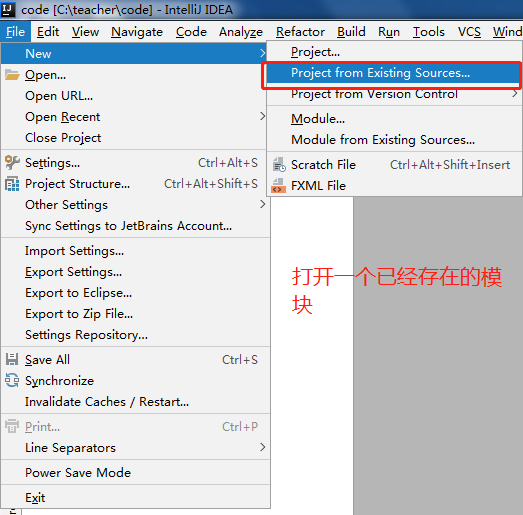 code [C:\teacher\code] - IntelliJ IDEA
File Edit View Navigate Code Analyze Refactor Build Run Tools VCS Wind
New
Open...
Open URL...
Open Recent
Close Project
Settings... Ctrl+Alt+S
Project Structure... Ctrl+Alt+Shift+S
Other Settings
Sync Settings to JetBrains Account...
Import Settings...
Export Settings...
Export to Eclipse...
Export to Zip File...
Settings Repository...
Save All Ctrl+S
Synchronize
Invalidate Caches / Restart...
Print... Ctrl+P
Line Separators
Power Save Mode
Exit
Project...
Project from Existing Sources...
Project from Version Control
Module...
Module from Existing Sources...
Scratch File Ctrl+Alt+Shift+Insert
FXML File
打开一个已经存在的模
块